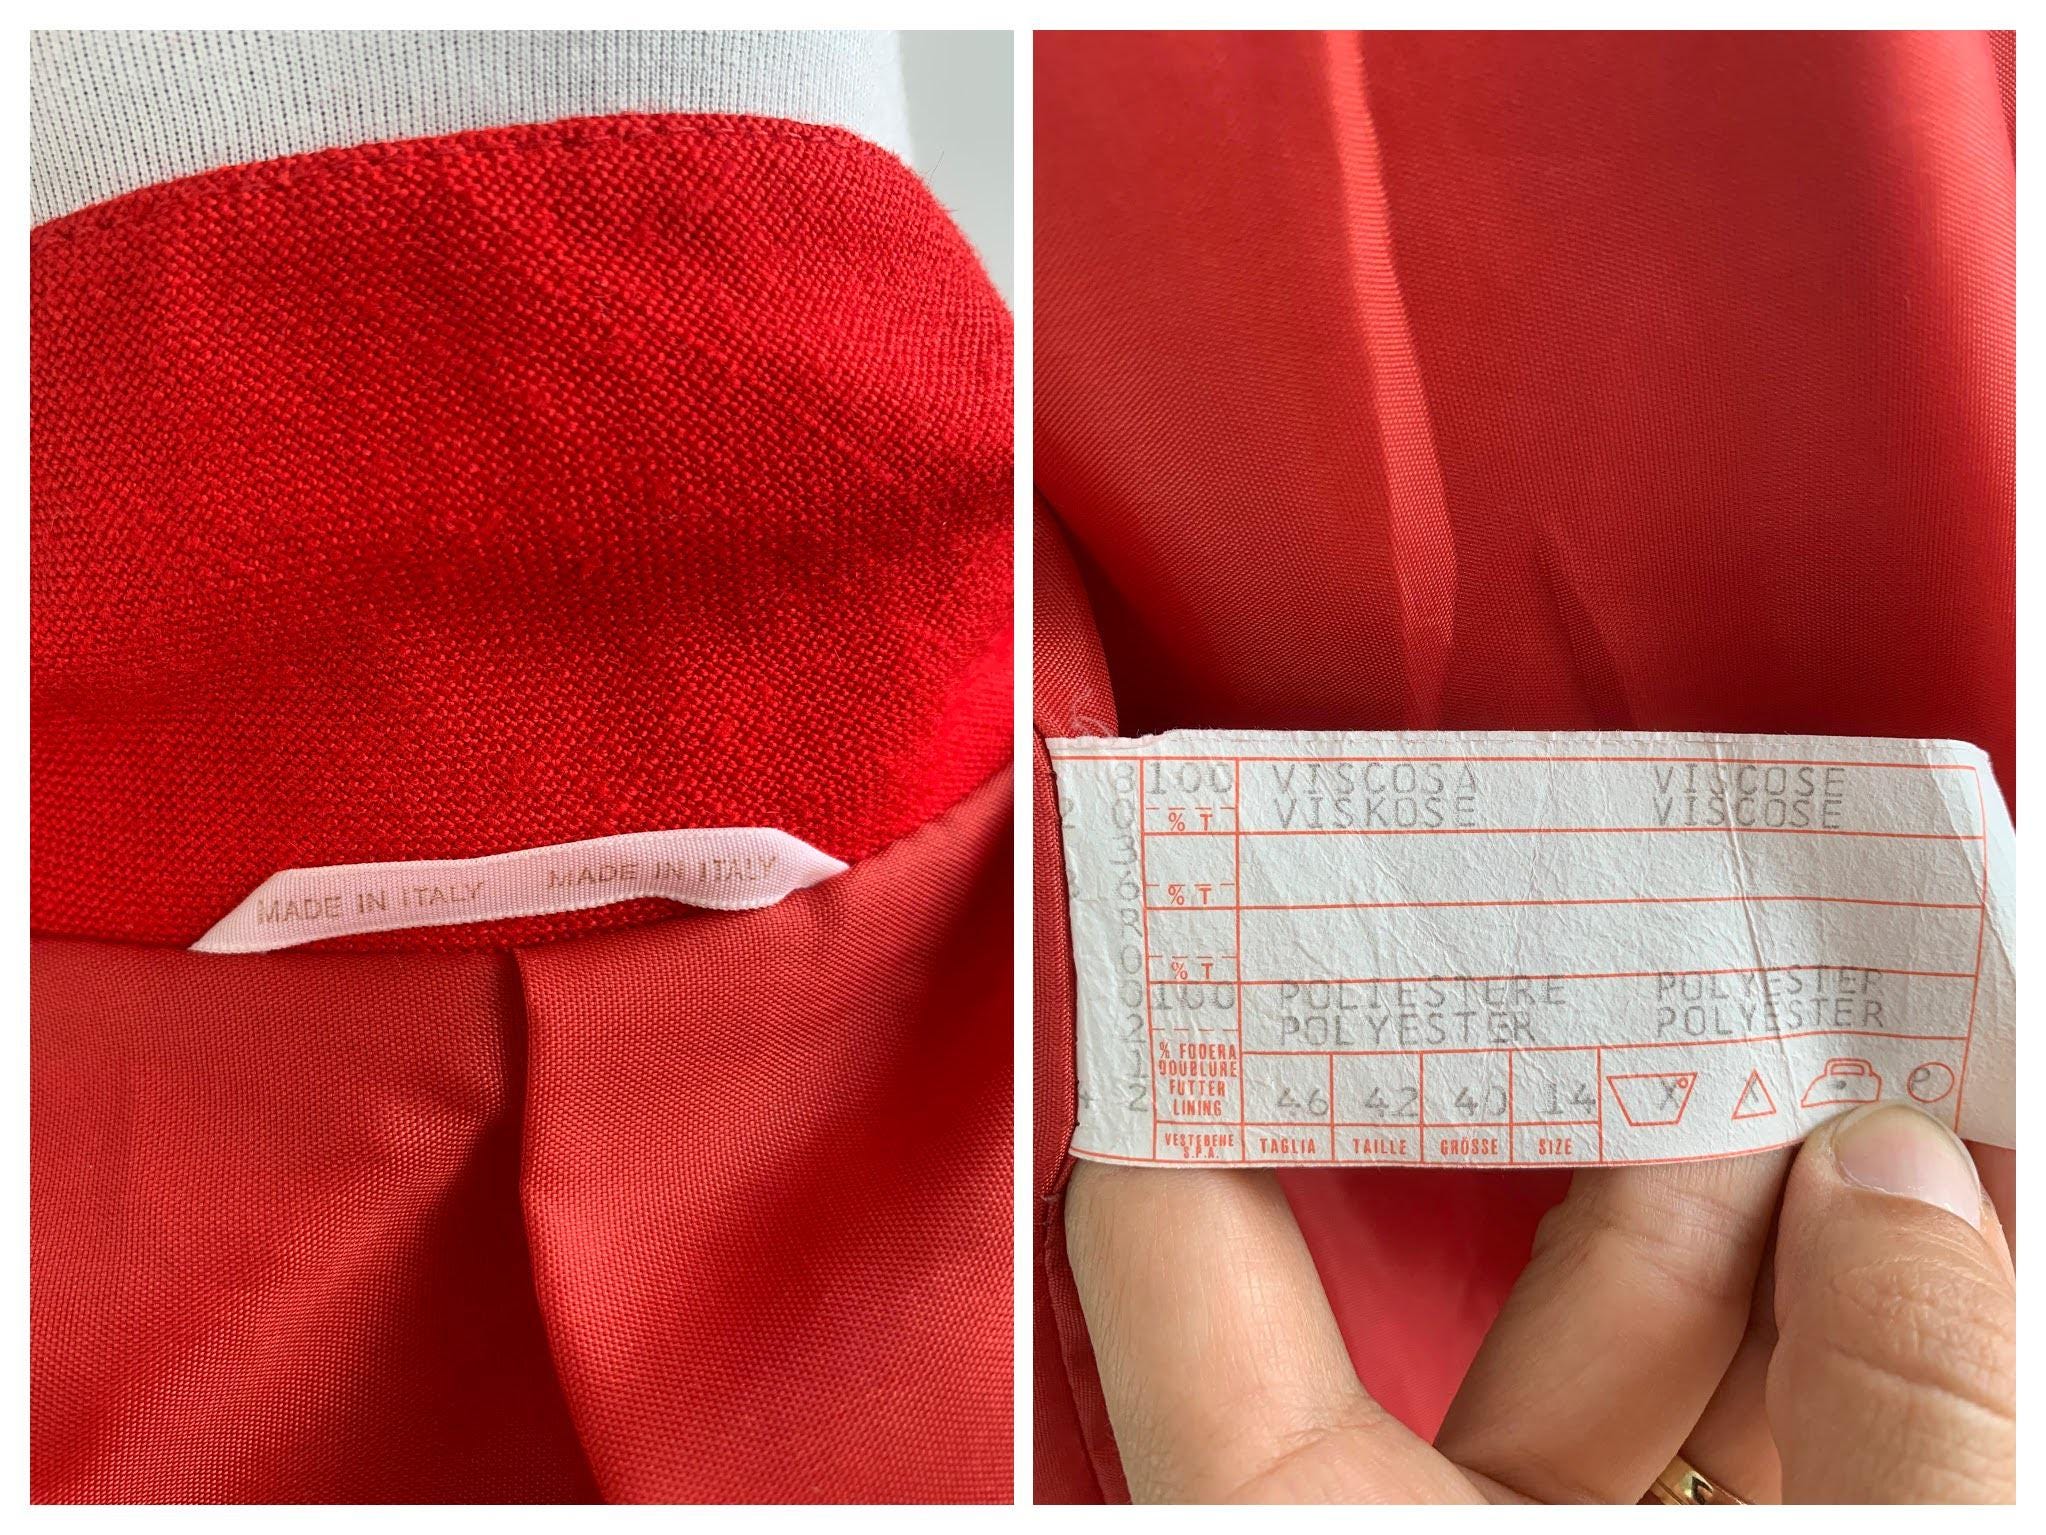 MADE IN ITALY MADE IN ITALY
100 VISCOSA VISCOSE
% T VISKOSE VISCOSE
% T
% T
100 POLIESTERE POLYESTER
POLYESTER POLYESTER
% FODERA
DOUBLURE
FUTTER
LINING
46 42 40 14
VESTEBENE
S.P.A.
TAGLIA TAILLE GRÖSSE SIZE